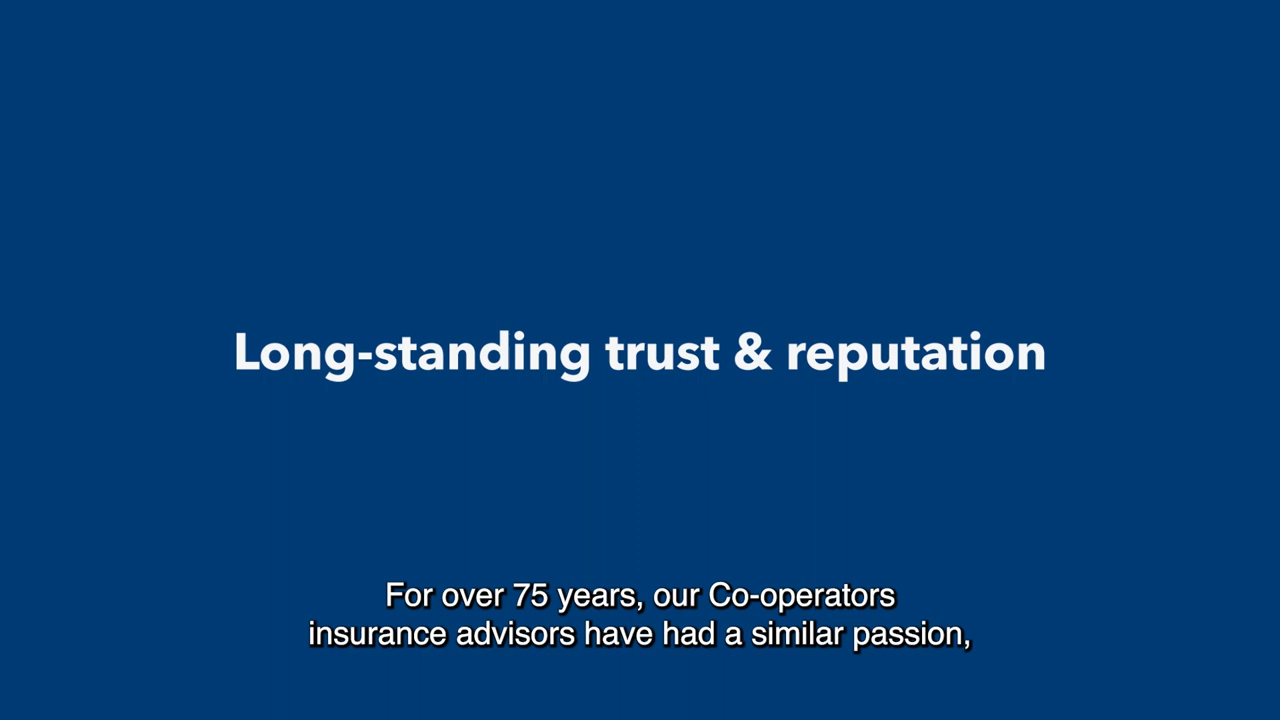 Long-standing trust & reputation
For over 75 years, our Co-operators
insurance advisors have had a similar passion,